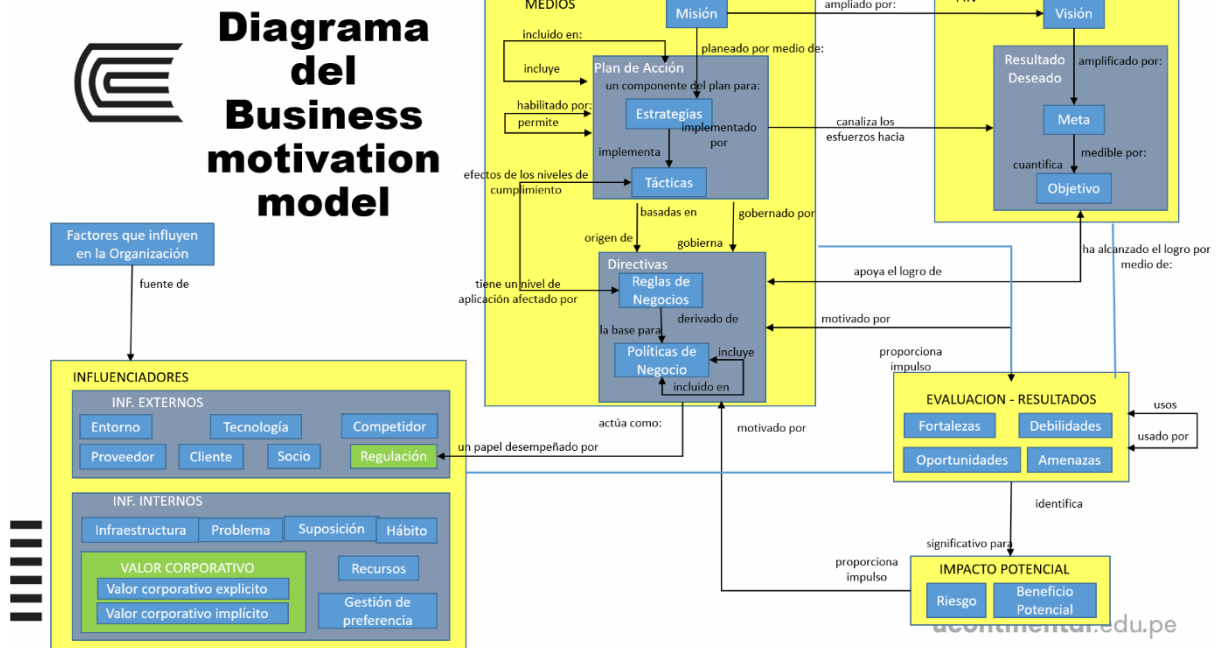 Diagrama
del
Business
motivation
model
MEDIOS
Misión
ampliado por:
Visión
incluido en:
incluye
planeado por medio de:
Plan de Acción
un componente del plan para:
habilitado por:
permite
Estrategias
implementado
por
implementa
Tácticas
efectos de los niveles de
cumplimiento
canaliza los
esfuerzos hacia
Resultado
Deseado
amplificado por:
Meta
medible por:
cuantifica
Objetivo
basadas en
gobernado por
origen de
gobierna
Directivas
Reglas de
Negocios
tiene un nivel de
aplicación afectado por
derivado de
la base para
Políticas de
Negocio
incluye
incluido en
apoya el logro de
ha alcanzado el logro por
medio de:
motivado por
proporciona
impulso
Factores que influyen
en la Organización
fuente de
INFLUENCIADORES
INF. EXTERNOS
Entorno
Tecnología
Competidor
Proveedor
Cliente
Socio
Regulación
actúa como:
un papel desempeñado por
motivado por
EVALUACION - RESULTADOS
Fortalezas
Debilidades
Oportunidades
Amenazas
usos
usado por
INF. INTERNOS
Infraestructura
Problema
Suposición
Hábito
VALOR CORPORATIVO
Valor corporativo explicito
Valor corporativo implícito
Recursos
Gestión de
preferencia
identifica
significativo para
proporciona
impulso
IMPACTO POTENCIAL
Riesgo
Beneficio
Potencial
ucontinental.edu.pe